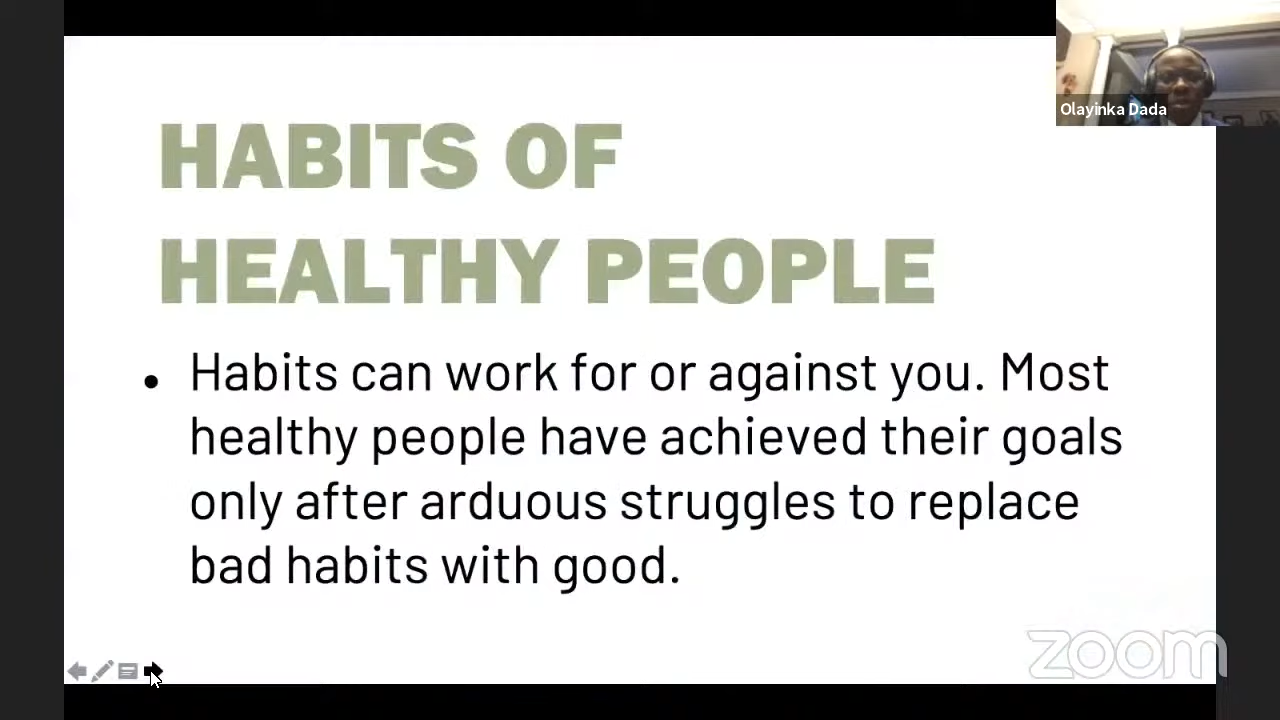 Olayinka Dada
HABITS OF
HEALTHY PEOPLE
• Habits can work for or against you. Most
healthy people have achieved their goals
only after arduous struggles to replace
bad habits with good.
zoom